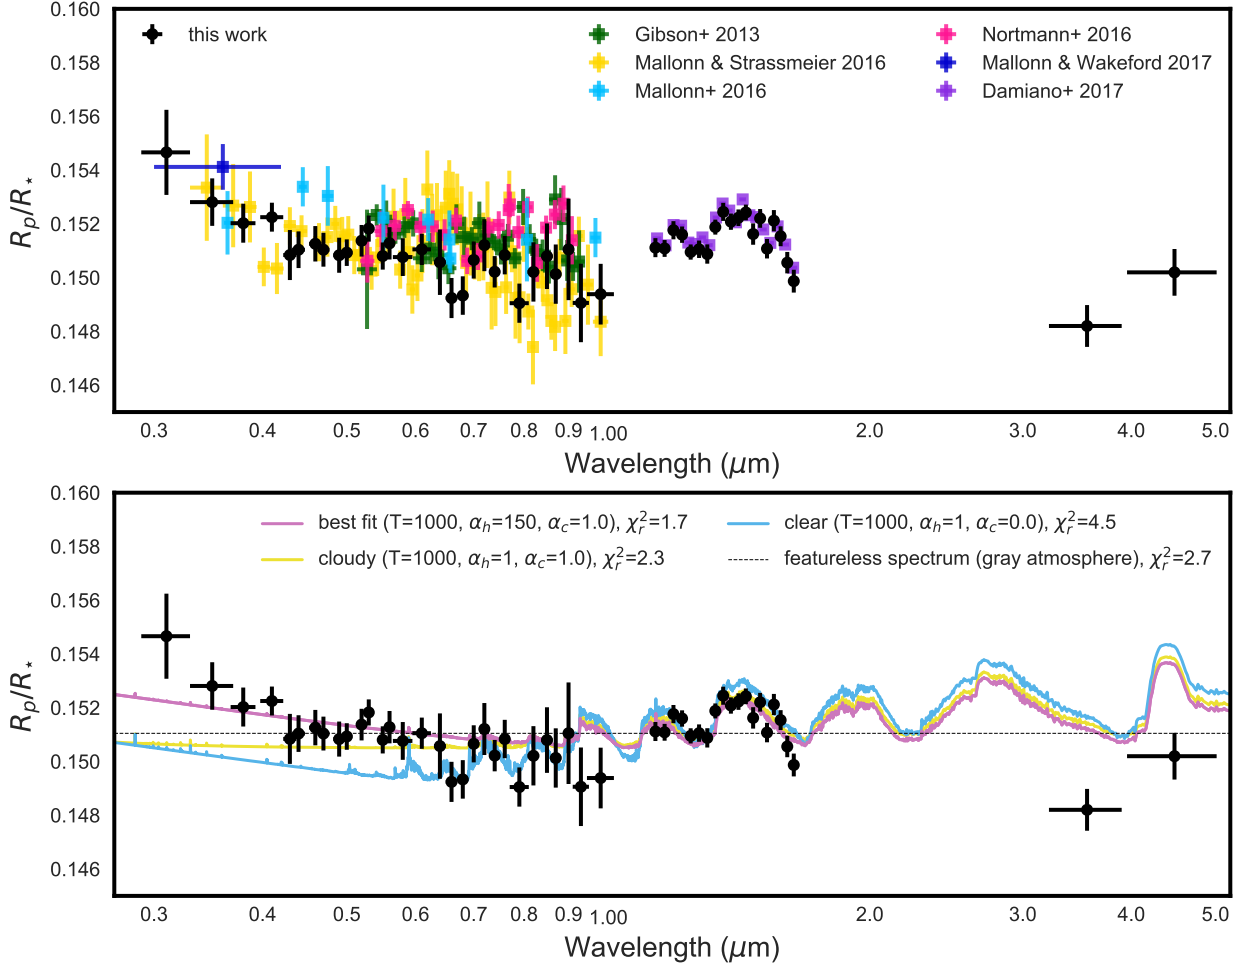 0.160
0.158
0.156
0.154
0.152
0.150
0.148
0.146
R_p/R_⋆
this work
Gibson+ 2013
Mallonn & Strassmeier 2016
Mallonn+ 2016
Nortmann+ 2016
Mallonn & Wakeford 2017
Damiano+ 2017
0.3 0.4 0.5 0.6 0.7 0.8 0.9 1.00 2.0 3.0 4.0 5.0
Wavelength (μm)
0.160
0.158
0.156
0.154
0.152
0.150
0.148
0.146
R_p/R_⋆
best fit (T=1000, α_h=150, α_c=1.0), χ_r^2=1.7
cloudy (T=1000, α_h=1, α_c=1.0), χ_r^2=2.3
clear (T=1000, α_h=1, α_c=0.0), χ_r^2=4.5
featureless spectrum (gray atmosphere), χ_r^2=2.7
0.3 0.4 0.5 0.6 0.7 0.8 0.9 1.00 2.0 3.0 4.0 5.0
Wavelength (μm)